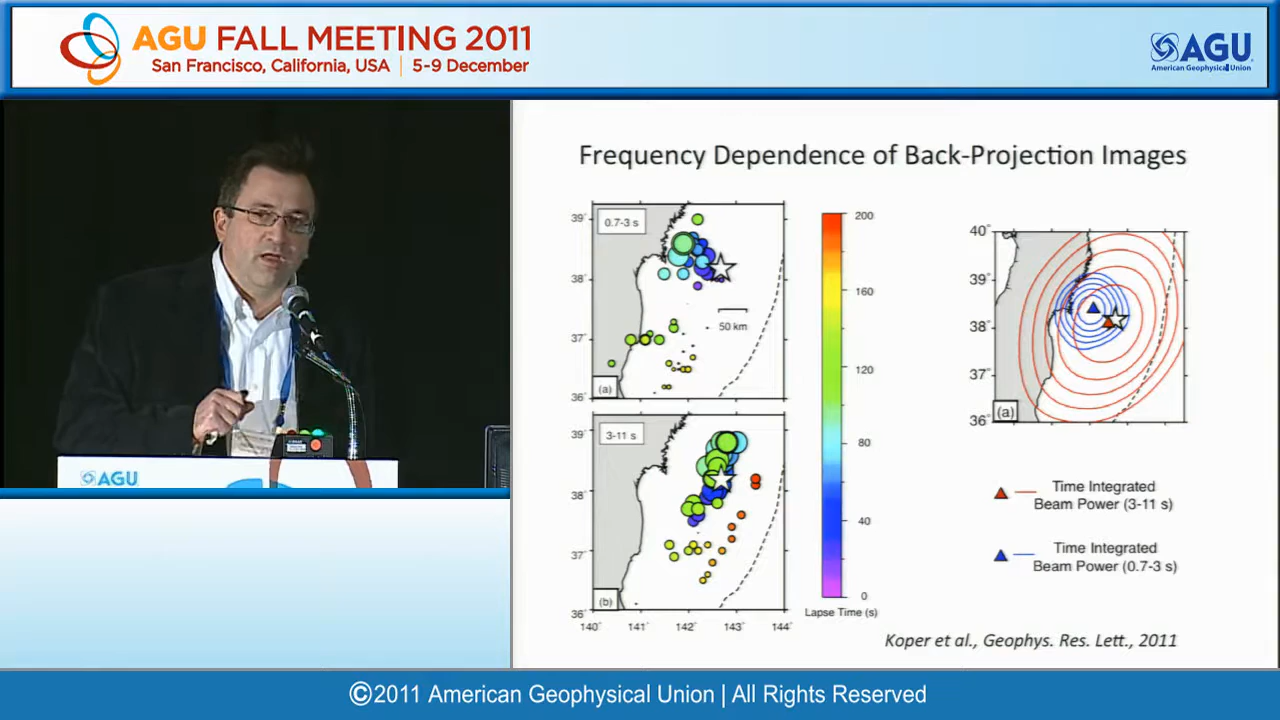 AGU FALL MEETING 2011
San Francisco, California, USA | 5-9 December
AGU
American Geophysical Union
AGU
Frequency Dependence of Back-Projection Images
39°
0.7-3 s
38°
50 km
37°
(a)
36°
39°
3-11 s
38°
37°
(b)
36°
140°
141°
142°
143°
144°
200
160
120
80
40
0
Lapse Time (s)
40°
39°
38°
37°
36°
(a)
Time Integrated
Beam Power (3-11 s)
Time Integrated
Beam Power (0.7-3 s)
Koper et al., Geophys. Res. Lett., 2011
©2011 American Geophysical Union | All Rights Reserved